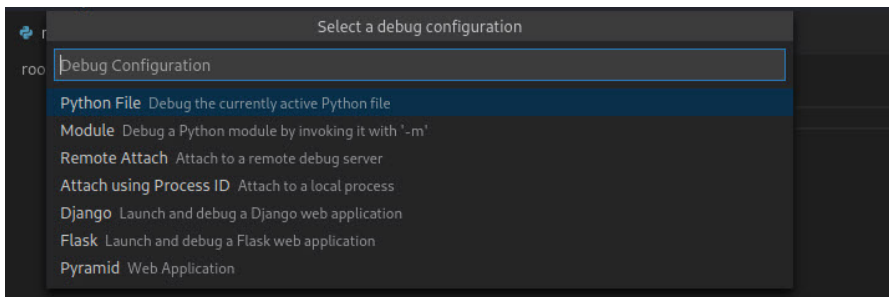 Select a debug configuration
roo
Debug Configuration
Python File Debug the currently active Python file
Module Debug a Python module by invoking it with '-m'
Remote Attach Attach to a remote debug server
Attach using Process ID Attach to a local process
Django Launch and debug a Django web application
Flask Launch and debug a Flask web application
Pyramid Web Application